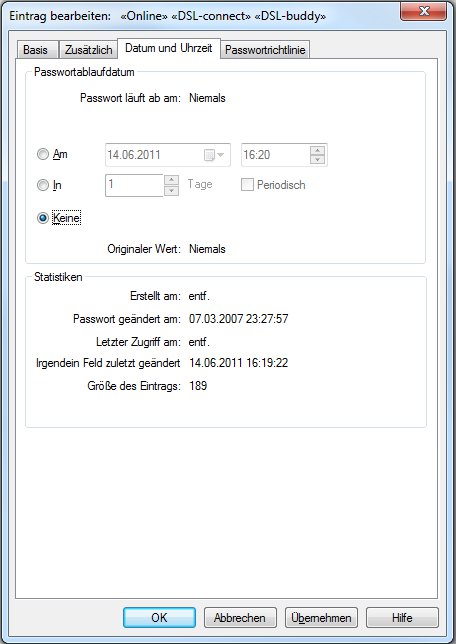 Eintrag bearbeiten: «Online» «DSL-connect» «DSL-buddy»
Basis Zusätzlich Datum und Uhrzeit Passwortrichtlinie
Passwortablaufdatum
Passwort läuft ab am: Niemals
Am 14.06.2011 16:20
In 1 Tage Periodisch
Keine
Originaler Wert: Niemals
Statistiken
Erstellt am: entf.
Passwort geändert am: 07.03.2007 23:27:57
Letzter Zugriff am: entf.
Irgendein Feld zuletzt geändert 14.06.2011 16:19:22
Größe des Eintrags: 189
OK Abbrechen Übernehmen Hilfe